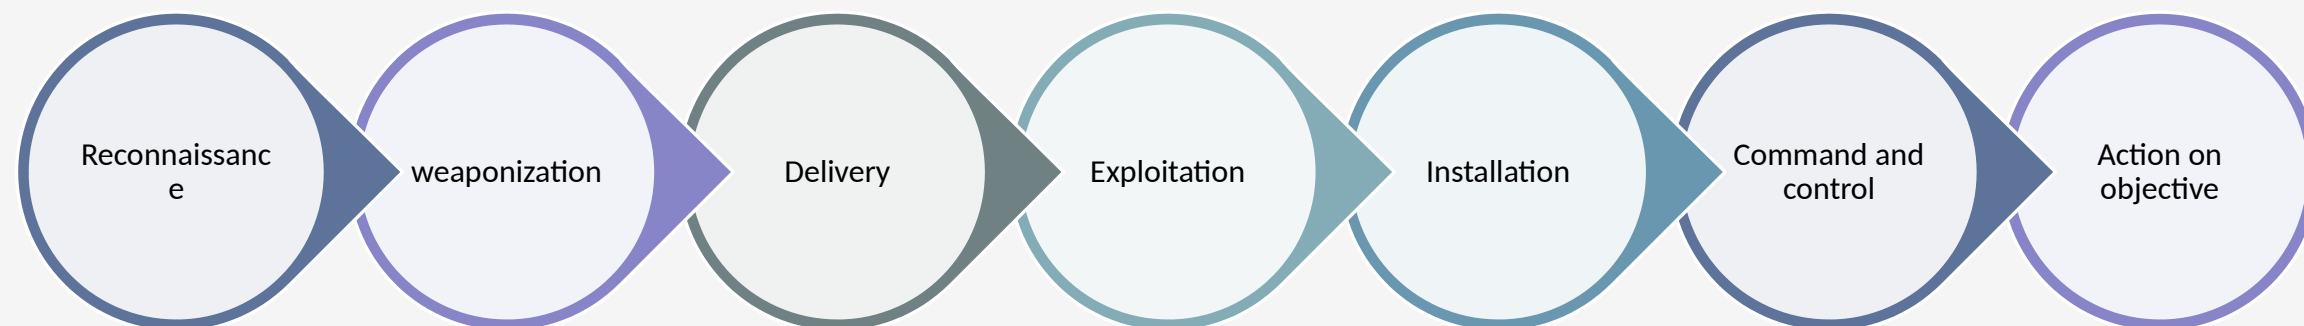 Reconnaissanc
e
weaponization
Delivery
Exploitation
Installation
Command and
control
Action on
objective